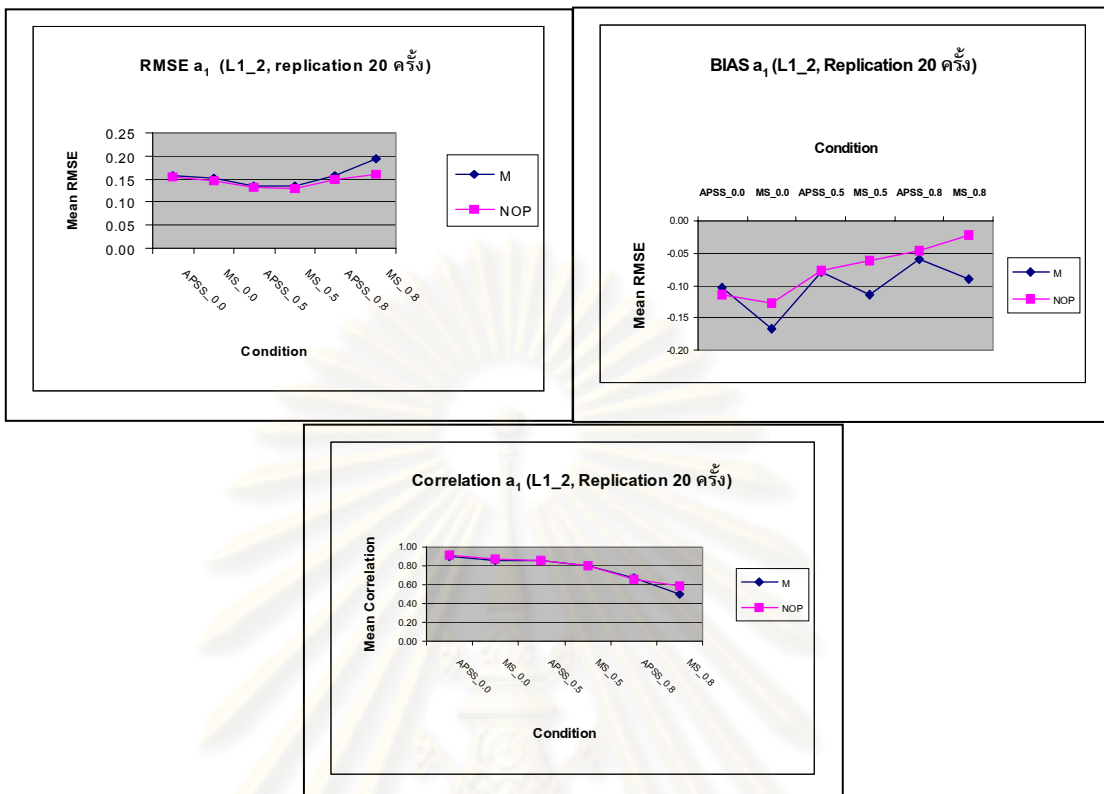 RMSE a₁ (L1_2, replication 20 ครั้ง)
0.25
0.20
0.15
0.10
0.05
0.00
Mean RMSE
APSS_0.0
MS_0.0
APSS_0.5
MS_0.5
APSS_0.8
MS_0.8
Condition
M
NOP
BIAS a₁ (L1_2, Replication 20 ครั้ง)
Condition
APSS_0.0 MS_0.0 APSS_0.5 MS_0.5 APSS_0.8 MS_0.8
0.00
-0.05
-0.10
-0.15
-0.20
Mean RMSE
M
NOP
Correlation a₁ (L1_2, Replication 20 ครั้ง)
1.00
0.80
0.60
0.40
0.20
0.00
Mean Correlation
APSS_0.0
MS_0.0
APSS_0.5
MS_0.5
APSS_0.8
MS_0.8
Condition
M
NOP